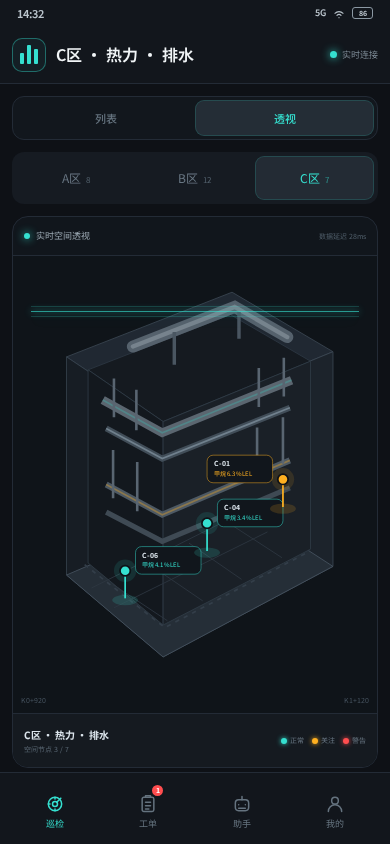 14:32
5G 86
C区 · 热力 · 排水
实时连接
列表 透视
A区 8 B区 12 C区 7
实时空间透视
数据延迟 28ms
C-01
甲烷6.3%LEL
C-04
甲烷3.4%LEL
C-06
甲烷4.1%LEL
K0+920 K1+120
C区 · 热力 · 排水
空间节点 3 / 7
正常 关注 警告
1
巡检 工单 助手 我的